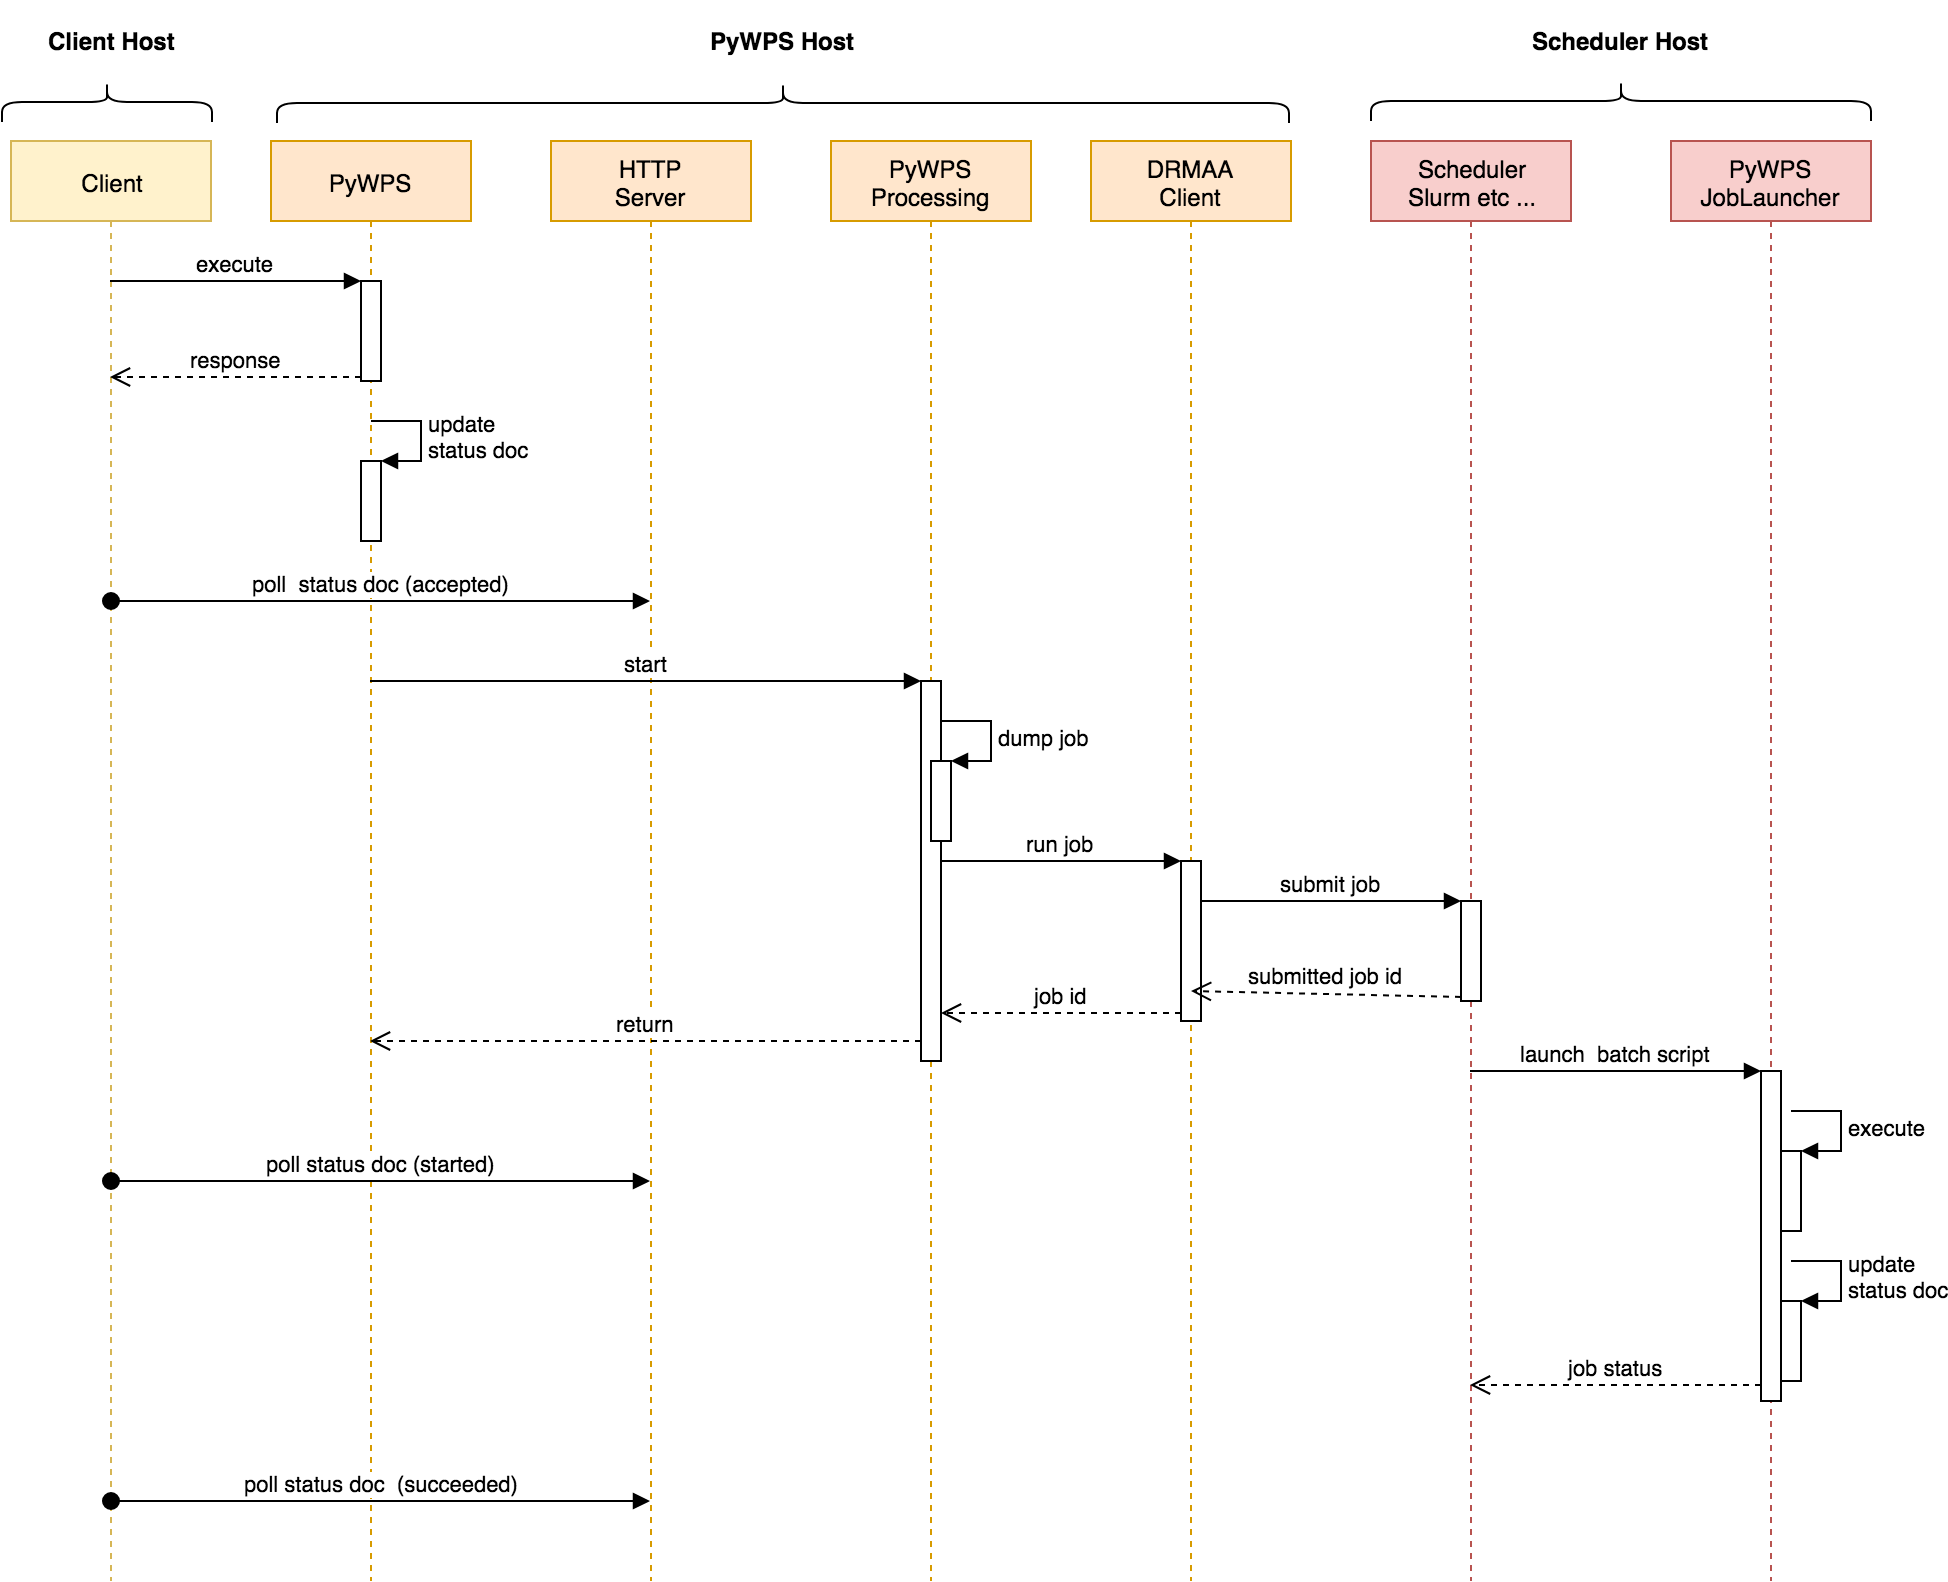 Client Host
PyWPS Host
Scheduler Host
Client
PyWPS
HTTP
Server
PyWPS
Processing
DRMAA
Client
Scheduler
Slurm etc ...
PyWPS
JobLauncher
execute
response
update
status doc
poll  status doc (accepted)
start
dump job
run job
submit job
submitted job id
job id
return
launch  batch script
execute
poll status doc (started)
update
status doc
job status
poll status doc  (succeeded)